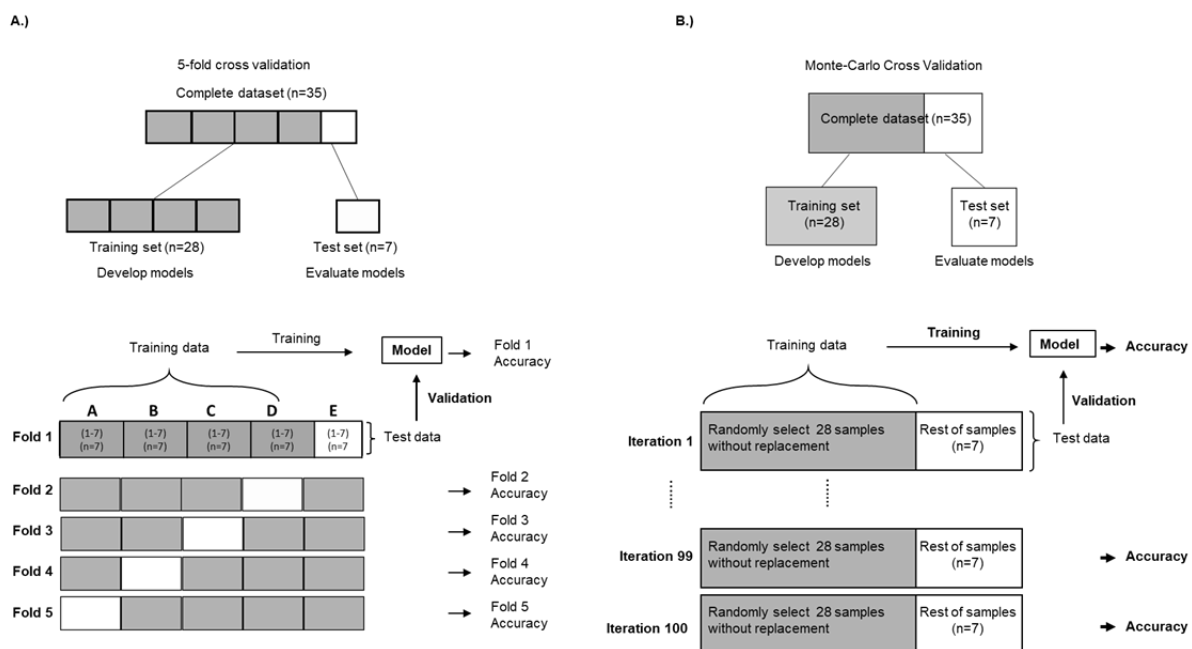 A.)
5-fold cross validation
Complete dataset (n=35)
Training set (n=28)
Develop models
Test set (n=7)
Evaluate models
Training data
Training
Model
Fold 1
Accuracy
Validation
A B C D E
Fold 1
(1-7) (1-7) (1-7) (1-7) (1-7)
(n=7) (n=7) (n=7) (n=7) (n=7
Test data
Fold 2
Fold 2
Accuracy
Fold 3
Fold 3
Accuracy
Fold 4
Fold 4
Accuracy
Fold 5
Fold 5
Accuracy
B.)
Monte-Carlo Cross Validation
Complete dataset (n=35)
Training set
(n=28)
Test set
(n=7)
Develop models
Evaluate models
Training data
Training
Model
Accuracy
Validation
Iteration 1
Randomly select 28 samples
without replacement
Rest of samples
(n=7)
Test data
Iteration 99
Randomly select 28 samples
without replacement
Rest of samples
(n=7)
Accuracy
Iteration 100
Randomly select 28 samples
without replacement
Rest of samples
(n=7)
Accuracy